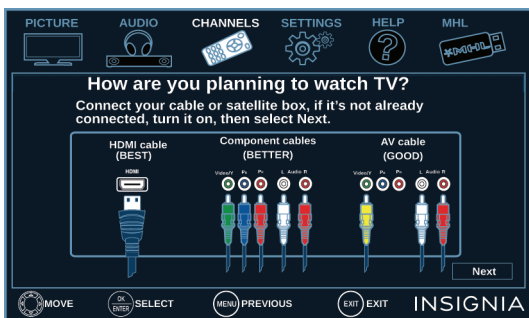 PICTURE AUDIO CHANNELS SETTINGS HELP MHL
MHL
How are you planning to watch TV?
Connect your cable or satellite box, if it's not already
connected, turn it on, then select Next.
HDMI cable
(BEST)
HDMI
Component cables
(BETTER)
Video/Y PB PR L Audio R
AV cable
(GOOD)
Video/Y PB PR L Audio R
Next
MOVE
OK
ENTER
SELECT
MENU PREVIOUS
EXIT EXIT
INSIGNIA